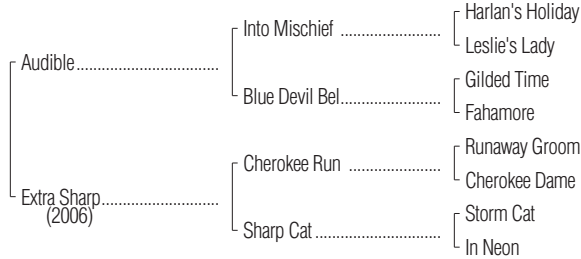 Harlan's Holiday
Into Mischief ........................
Leslie's Lady
Audible..................................
Gilded Time
Blue Devil Bel........................
Fahamore
Runaway Groom
Cherokee Run ......................
Cherokee Dame
Extra Sharp............................
(2006)
Storm Cat
Sharp Cat..............................
In Neon